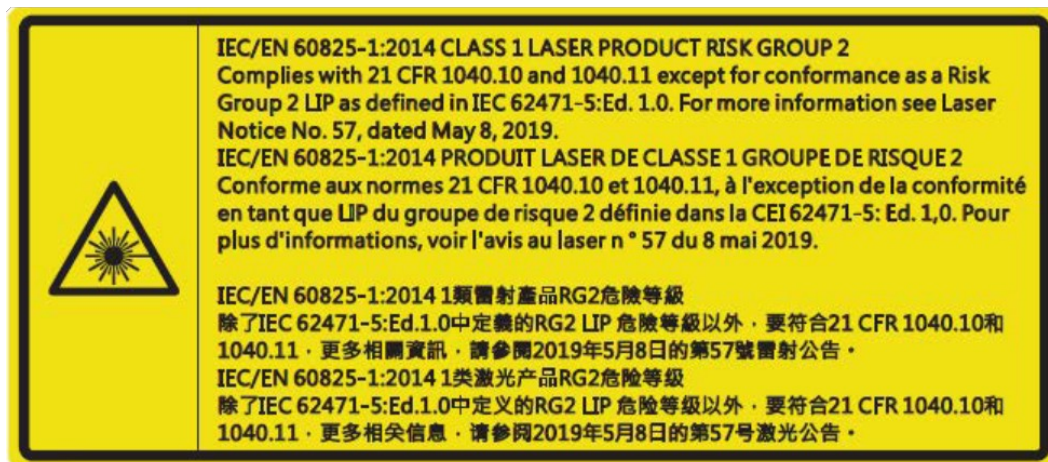 IEC/EN 60825-1:2014 CLASS 1 LASER PRODUCT RISK GROUP 2
Complies with 21 CFR 1040.10 and 1040.11 except for conformance as a Risk
Group 2 LIP as defined in IEC 62471-5:Ed. 1.0. For more information see Laser
Notice No. 57, dated May 8, 2019.
IEC/EN 60825-1:2014 PRODUIT LASER DE CLASSE 1 GROUPE DE RISQUE 2
Conforme aux normes 21 CFR 1040.10 et 1040.11, à l'exception de la conformité
en tant que LIP du groupe de risque 2 définie dans la CEI 62471-5: Ed. 1,0. Pour
plus d'informations, voir l'avis au laser n ° 57 du 8 mai 2019.
IEC/EN 60825-1:2014 1類雷射產品RG2危險等級
除了IEC 62471-5:Ed.1.0中定義的RG2 LIP 危險等級以外，要符合21 CFR 1040.10和
1040.11，更多相關資訊，請參閱2019年5月8日的第57號雷射公告。
IEC/EN 60825-1:2014 1类激光产品RG2危险等级
除了IEC 62471-5:Ed.1.0中定义的RG2 LIP 危险等级以外，要符合21 CFR 1040.10和
1040.11，更多相关信息，请参阅2019年5月8日的第57号激光公告。